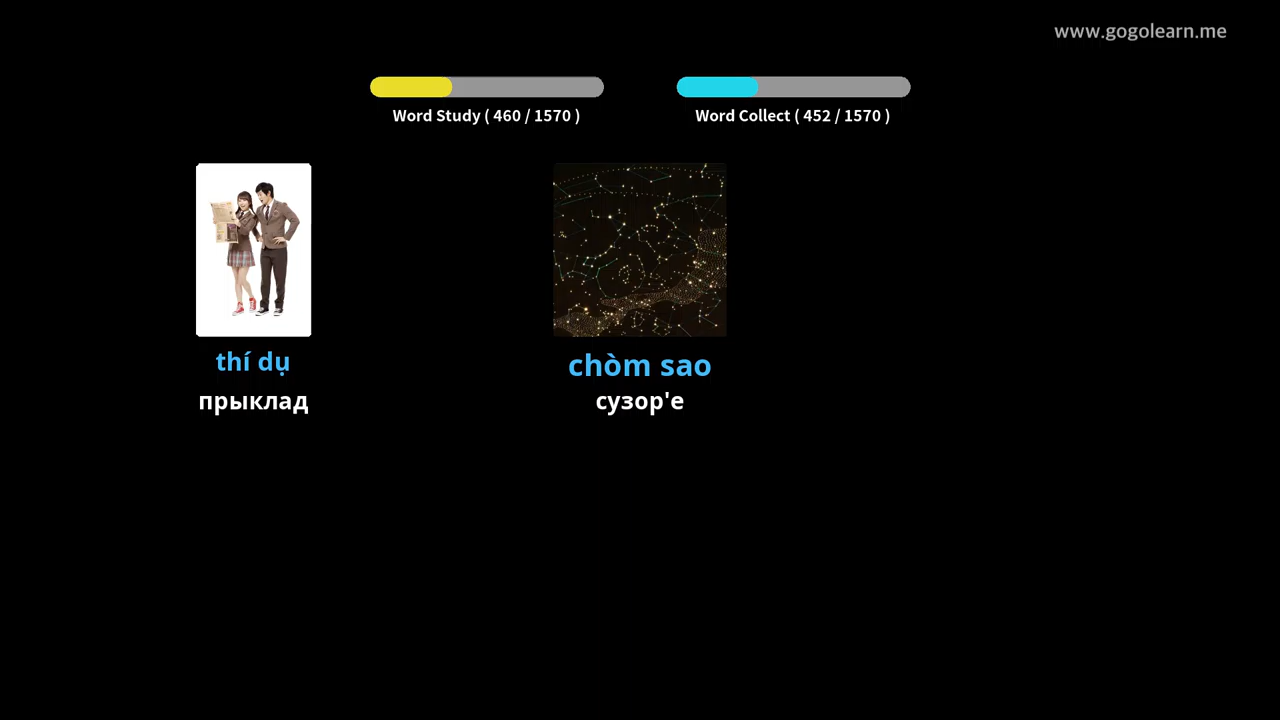 www.gogolearn.me
Word Study ( 460 / 1570 )
Word Collect ( 452 / 1570 )
thí dụ
прыклад
chòm sao
сузор'е